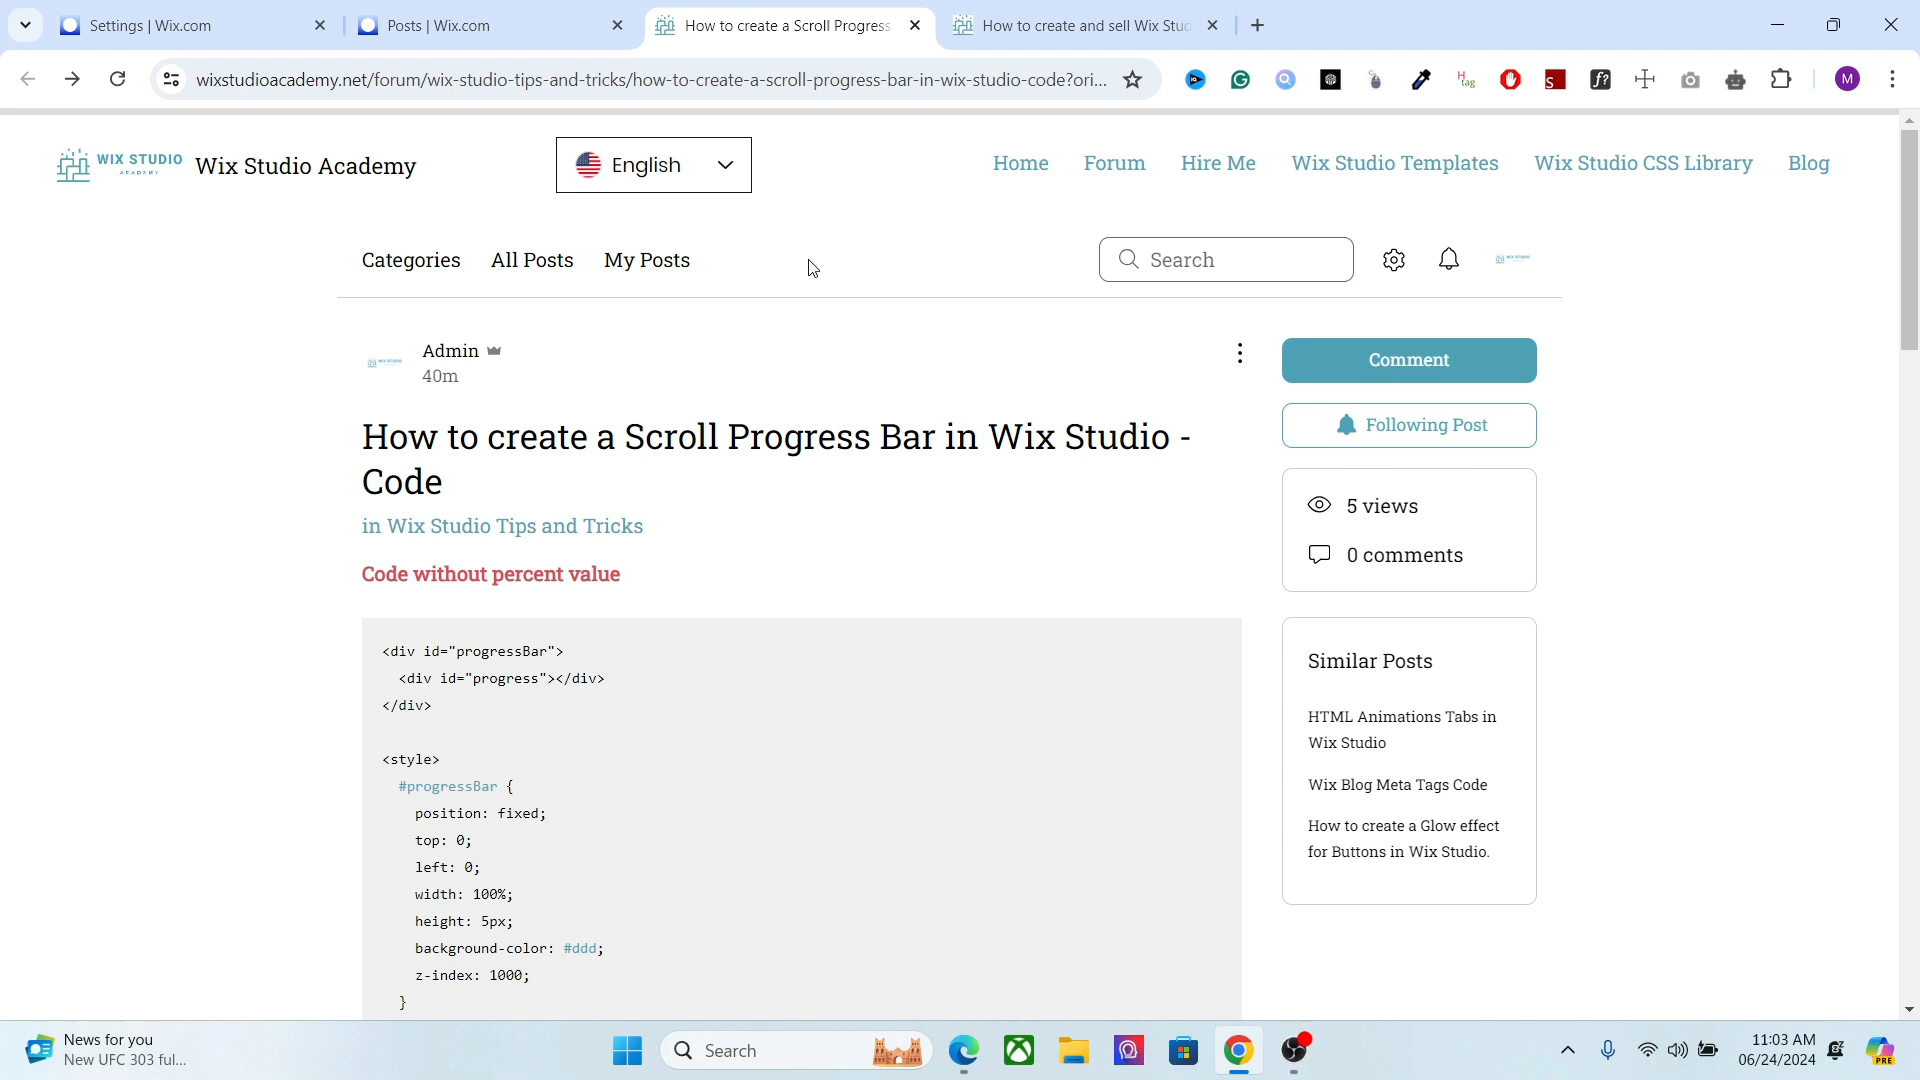 Settings | Wix.com
Posts | Wix.com
How to create a Scroll Progress
How to create and sell Wix Stud
wixstudioacademy.net/forum/wix-studio-tips-and-tricks/how-to-create-a-scroll-progress-bar-in-wix-studio-code?ori...
M
WIX STUDIO
ACADEMY
Wix Studio Academy
English
Home
Forum
Hire Me
Wix Studio Templates
Wix Studio CSS Library
Blog
Categories
All Posts
My Posts
Search
Admin
40m
Comment
Following Post
How to create a Scroll Progress Bar in Wix Studio -
Code
in Wix Studio Tips and Tricks
5 views
0 comments
Code without percent value
<div id="progressBar">
<div id="progress"></div>
</div>
<style>
#progressBar {
position: fixed;
top: 0;
left: 0;
width: 100%;
height: 5px;
background-color: #ddd;
z-index: 1000;
}
Similar Posts
HTML Animations Tabs in
Wix Studio
Wix Blog Meta Tags Code
How to create a Glow effect
for Buttons in Wix Studio.
News for you
New UFC 303 ful...
Search
11:03 AM
06/24/2024
PRE